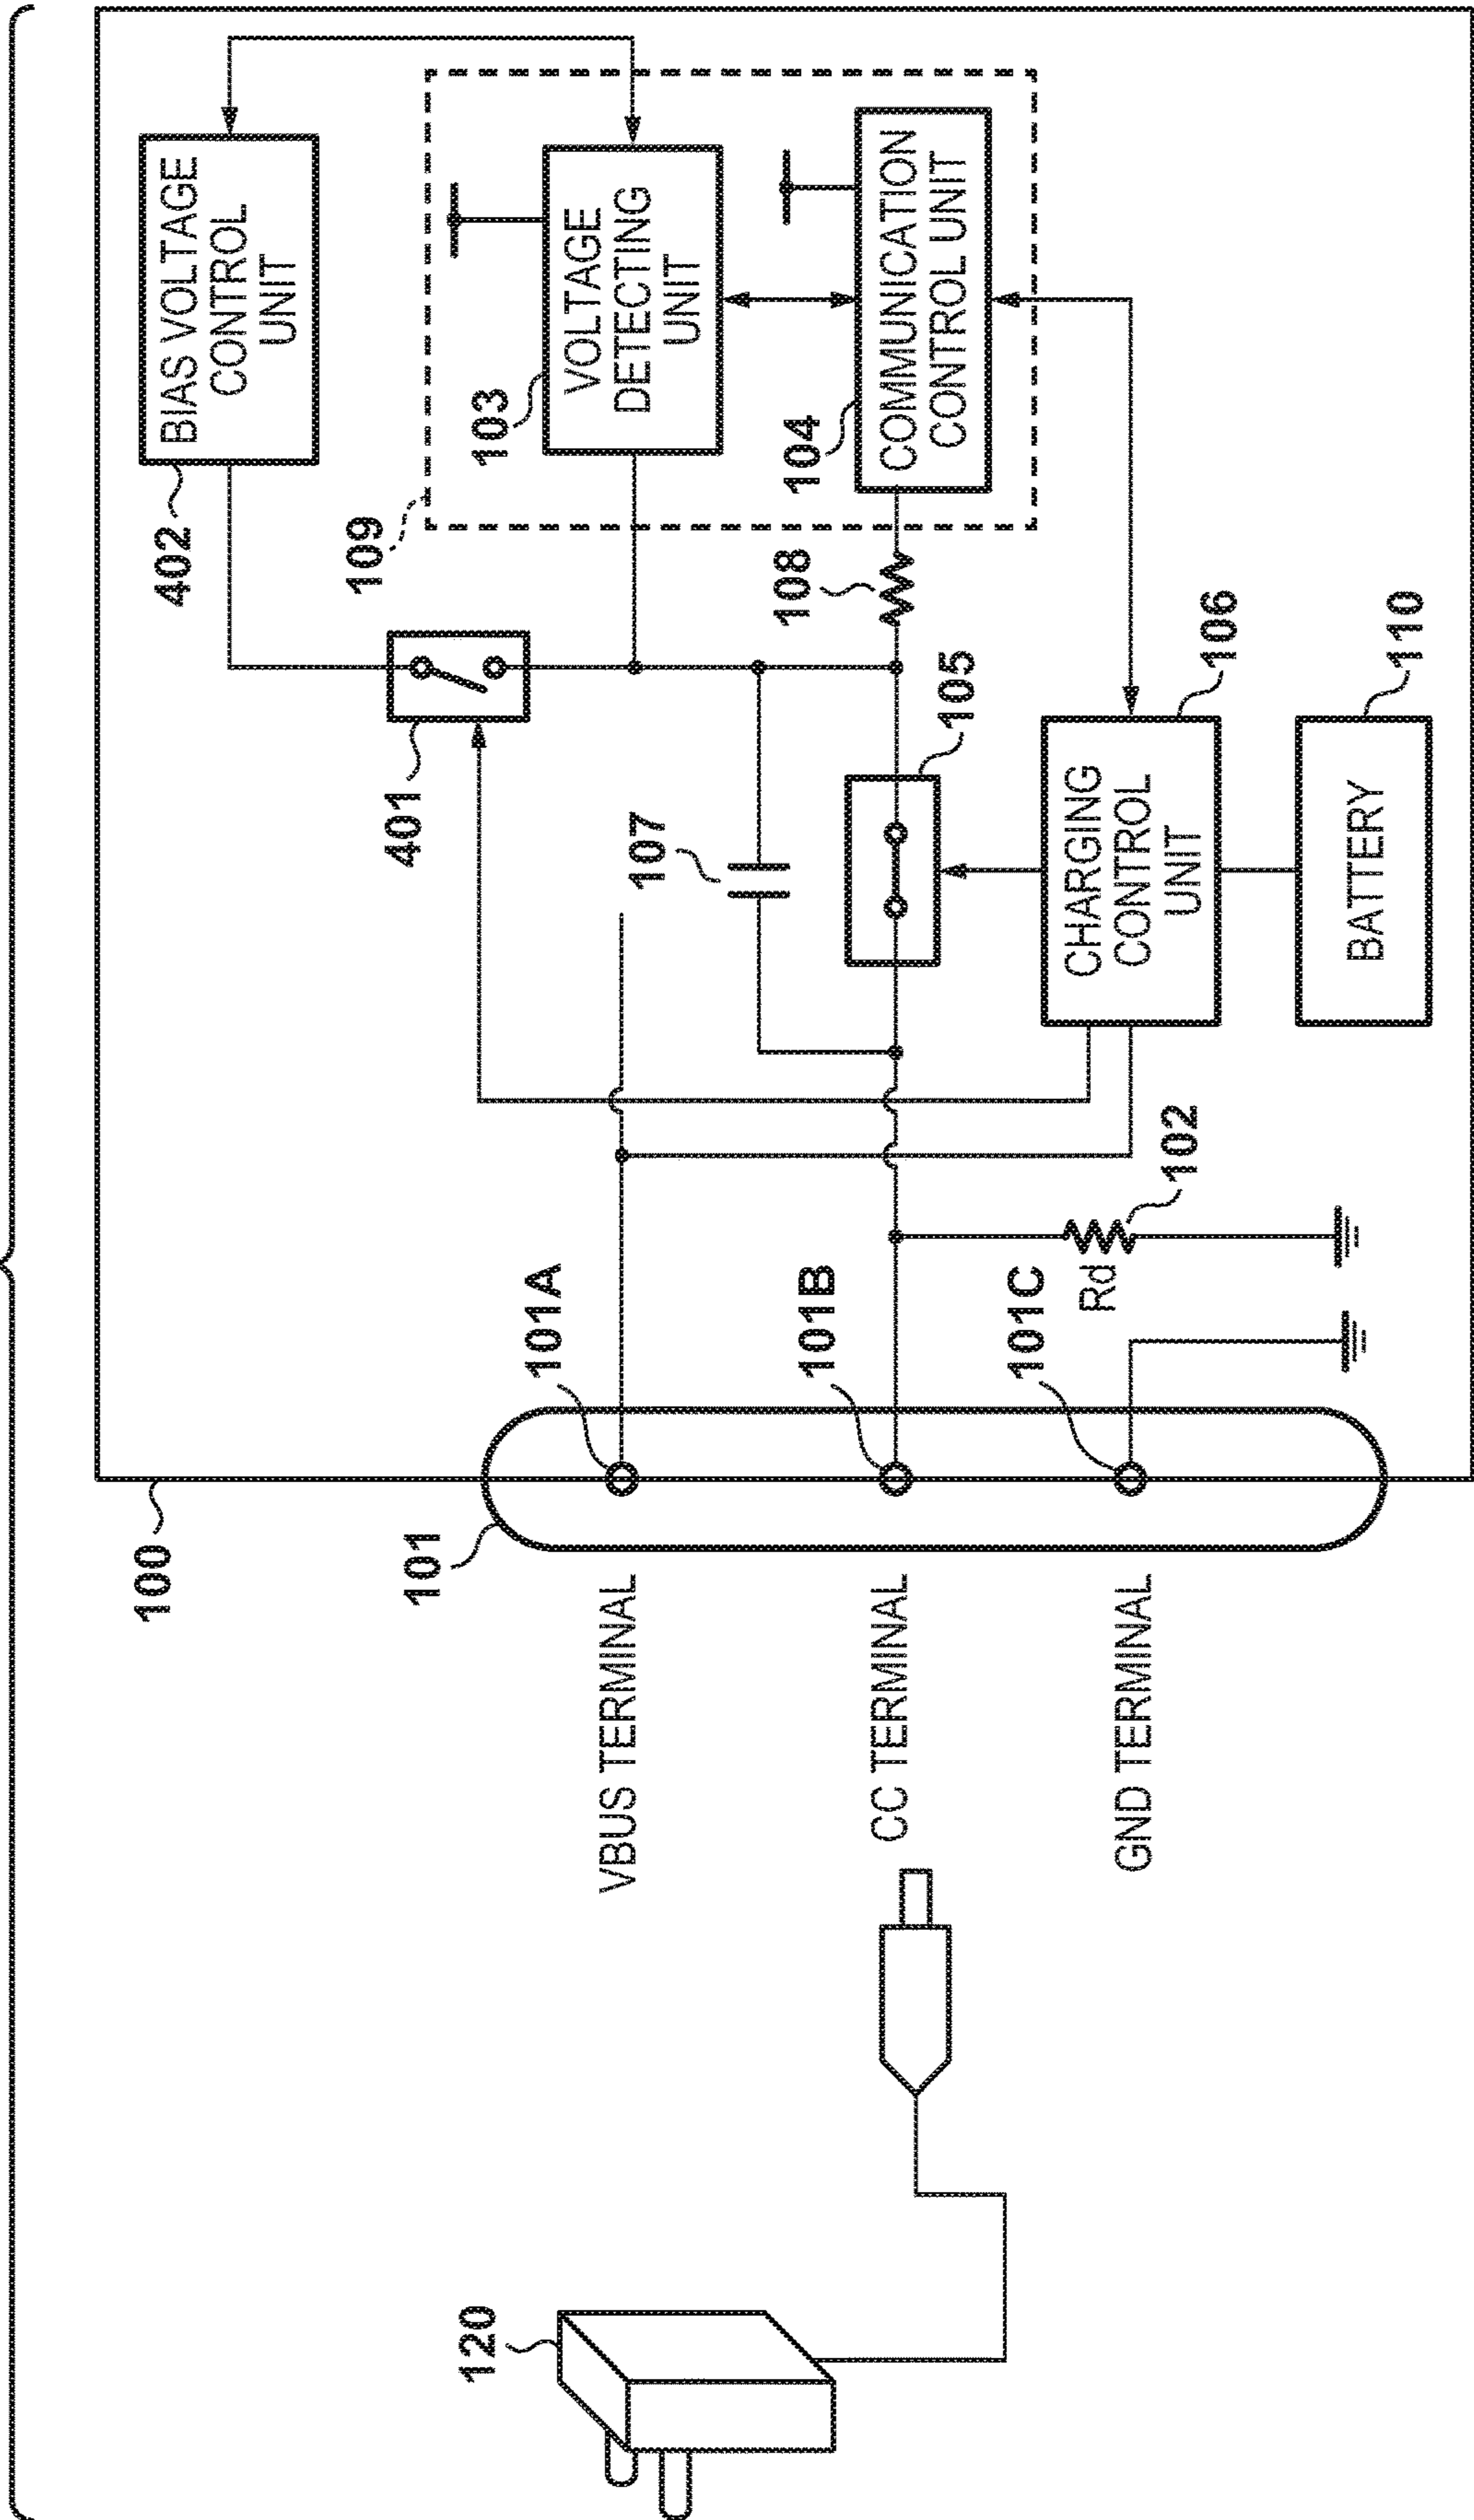 100
101
101A
101B
101C
VBUS TERMINAL
CC TERMINAL
GND TERMINAL
120
402
BIAS VOLTAGE
CONTROL
UNIT
401
109
103
VOLTAGE
DETECTING
UNIT
104
COMMUNICATION
CONTROL UNIT
107
108
105
106
CHARGING
CONTROL
UNIT
110
BATTERY
102
Rd